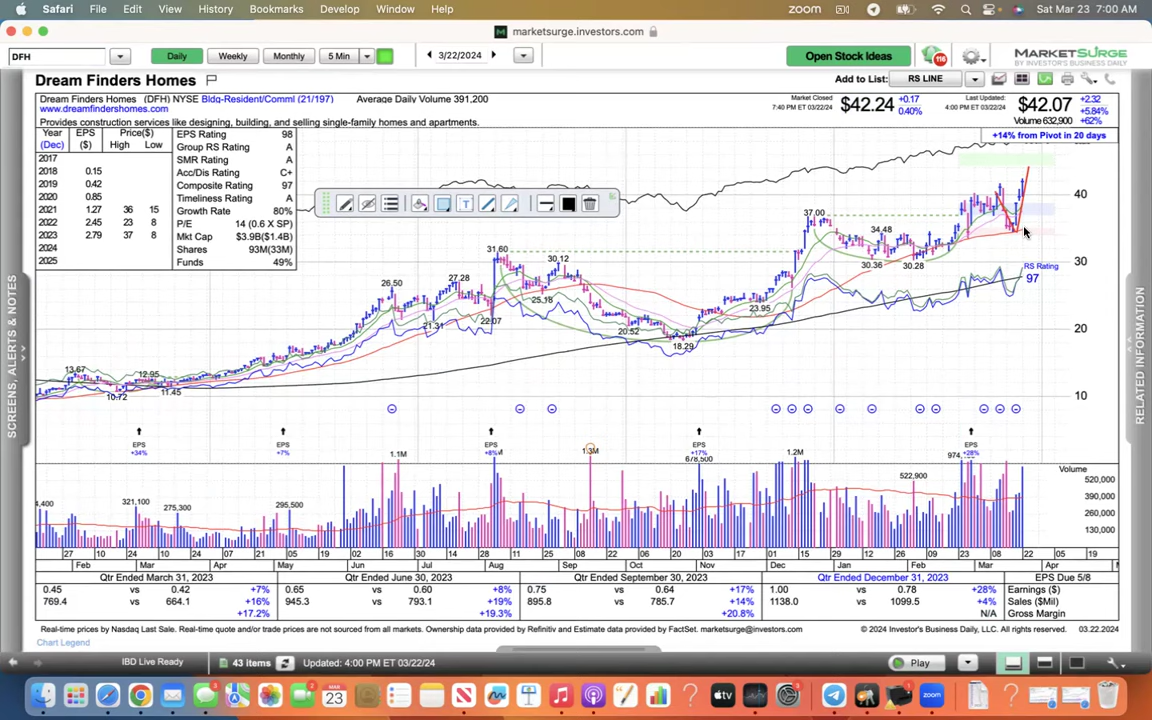 Safari File Edit View History Bookmarks Develop Window Help zoom Sat Mar 23 7:00 AM
marketsurge.investors.com
DFH Daily Weekly Monthly 5 Min 3/22/2024 Open Stock Ideas 116 MARKETSURGE
BY INVESTOR'S BUSINESS DAILY
Dream Finders Homes Add to List: RS LINE
Dream Finders Homes (DFH) NYSE Bldg-Resident/Comml (21/197) Average Daily Volume 391,200
www.dreamfindershomes.com
Provides construction services like designing, building, and selling single-family homes and apartments.
Market Closed
7:40 PM ET 03/22/24
$42.24 +0.17
0.40%
Last Updated:
4:00 PM ET 03/22/24
$42.07 +2.32
+5.84%
Volume 632,900 +62%
+14% from Pivot in 20 days
Year (Dec) EPS ($) Price($) High Low
2017
2018 0.15
2019 0.42
2020 0.85
2021 1.27 36 15
2022 2.45 23 8
2023 2.79 37 8
2024
2025
EPS Rating 98
Group RS Rating A
SMR Rating A
Acc/Dis Rating C+
Composite Rating 97
Timeliness Rating A
Growth Rate 80%
P/E 14 (0.6 X SP)
Mkt Cap $3.9B($1.4B)
Shares 93M(33M)
Funds 49%
40
37.00
34.48
31.60
30.12
30.36 30.28
30
RS Rating
97
26.50 27.28
25.18
23.95
21.31 22.07
20.52
20
18.29
13.67 12.95
10.72 11.45
10
EPS
+34%
EPS
+7%
EPS
+8%
EPS
+17%
EPS
+28%
4,400 321,100 275,300 295,500 1.1M 1.3M 678,500 1.2M 522,900 974,
Volume
520,000
390,000
260,000
130,000
27 10 24 10 24 07 21 05 19 02 16 30 14 28 11 25 08 22 06 20 03 17 01 15 29 12 26 09 23 08 22 05 19
Feb Mar Apr May Jun Jul Aug Sep Oct Nov Dec Jan Feb Mar Apr
Qtr Ended March 31, 2023 Qtr Ended June 30, 2023 Qtr Ended September 30, 2023 Qtr Ended December 31, 2023 EPS Due 5/8
0.45 vs 0.42 +7% 0.65 vs 0.60 +8% 0.75 vs 0.64 +17% 1.00 vs 0.78 +28% Earnings ($)
769.4 vs 664.1 +16% 945.3 vs 793.1 +19% 895.8 vs 785.7 +14% 1138.0 vs 1099.5 +4% Sales ($Mil)
+17.2% +19.3% +20.8% N/A Gross Margin
Real-time prices by Nasdaq Last Sale. Real-time quote and/or trade prices are not sourced from all markets. Ownership data provided by Refinitiv and Estimate data provided by FactSet. marketsurge@investors.com © 2024 Investor's Business Daily, LLC. All rights reserved. 03.22.2024
Chart Legend
SCREENS, ALERTS & NOTES
RELATED INFORMATION
IBD Live Ready 43 items Updated: 4:00 PM ET 03/22/24 Play
MAR
23
tv
zoom